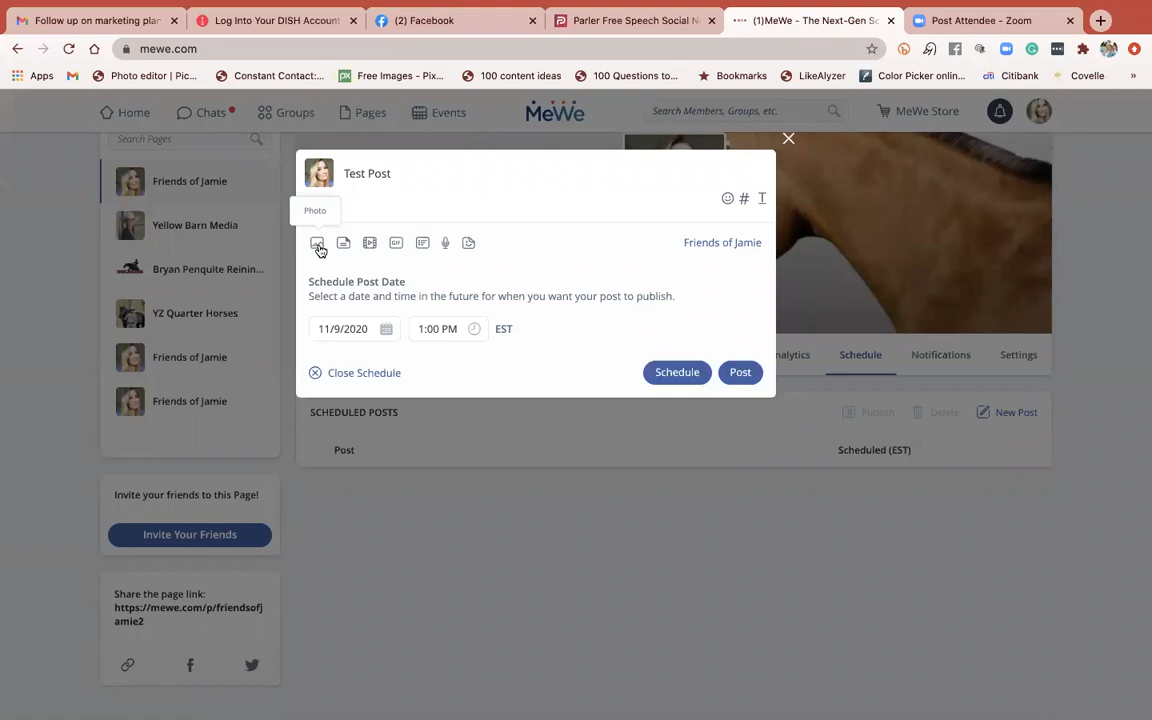 Follow up on marketing plan
Log Into Your DISH Account
(2) Facebook
Parler Free Speech Social N
(1)MeWe - The Next-Gen So
Post Attendee - Zoom
mewe.com
Apps
Photo editor | Pic...
Constant Contact:...
Free Images - Pix...
100 content ideas
100 Questions to...
Bookmarks
LikeAlyzer
Color Picker onlin...
Citibank
Covelle
»
Home
Chats
Groups
Pages
Events
MeWe
Search Members, Groups, etc.
MeWe Store
Search Pages
Friends of Jamie
Yellow Barn Media
Bryan Penquite Reinin...
YZ Quarter Horses
Friends of Jamie
Friends of Jamie
Invite your friends to this Page!
Invite Your Friends
Share the page link:
https://mewe.com/p/friendsofj
amie2
Test Post
# T
Photo
GIF
Friends of Jamie
Schedule Post Date
Select a date and time in the future for when you want your post to publish.
11/9/2020
1:00 PM
EST
Close Schedule
Schedule
Post
nalytics
Schedule
Notifications
Settings
SCHEDULED POSTS
Publish
Delete
New Post
Post
Scheduled (EST)